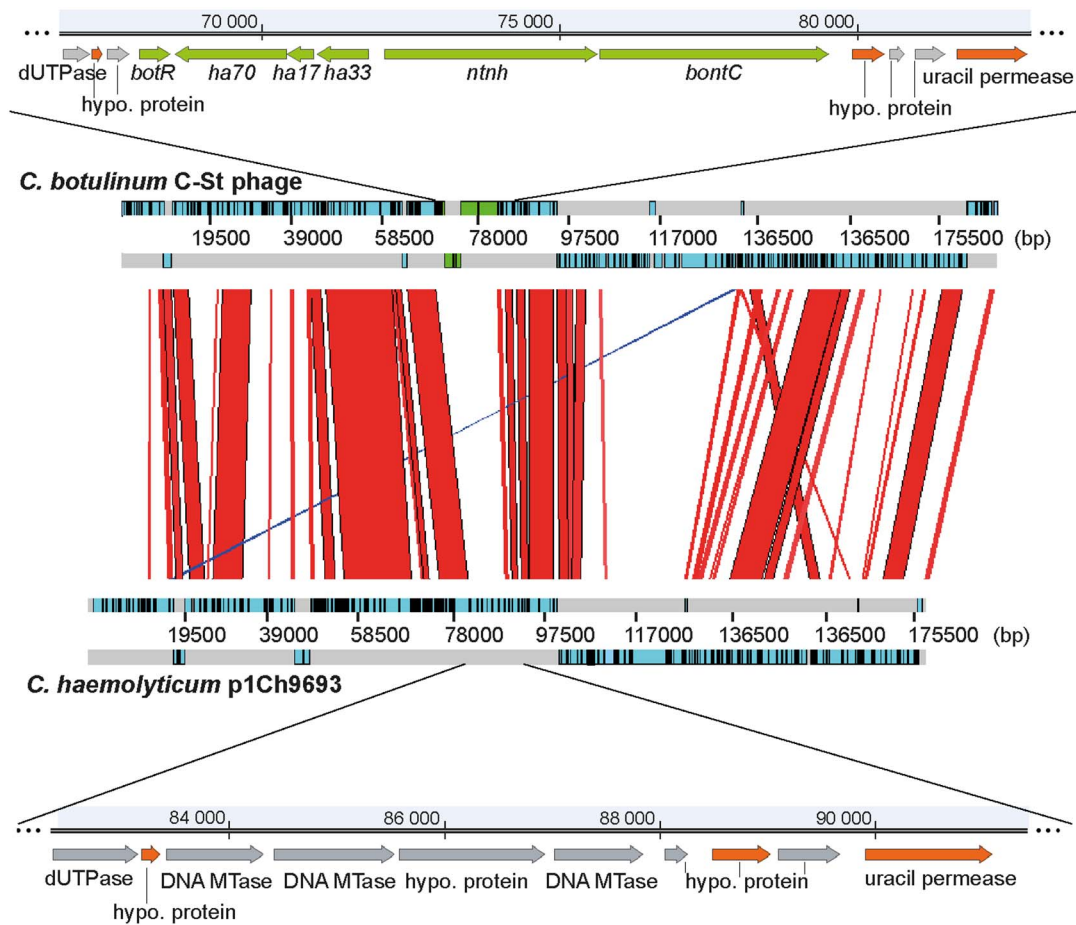 70 000 75 000 80 000
••• •••
botR ha70 ha17 ha33 ntnh bontC
dUTPase uracil permease
hypo. protein hypo. protein
C. botulinum C-St phage
19500 39000 58500 78000 97500 117000 136500 136500 175500 (bp)
19500 39000 58500 78000 97500 117000 136500 136500 175500 (bp)
C. haemolyticum p1Ch9693
84 000 86 000 88 000 90 000
••• •••
dUTPase DNA MTase DNA MTase hypo. protein DNA MTase hypo. protein uracil permease
hypo. protein